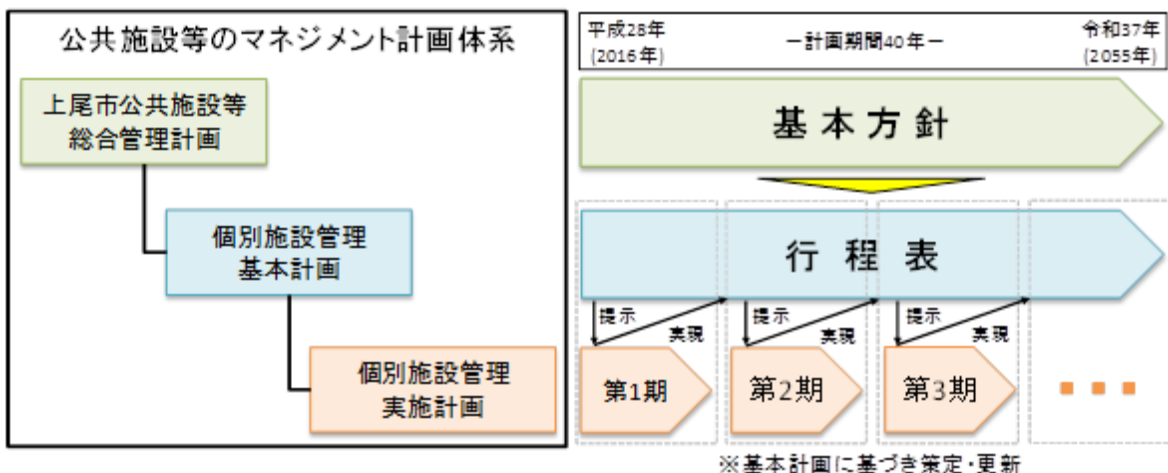 公共施設等のマネジメント計画体系
上尾市公共施設等
総合管理計画
個別施設管理
基本計画
個別施設管理
実施計画
平成28年
(2016年)
－計画期間40年－
令和37年
(2055年)
基本方針
行程表
提示
実現
提示
実現
提示
実現
第1期
第2期
第3期
※基本計画に基づき策定・更新